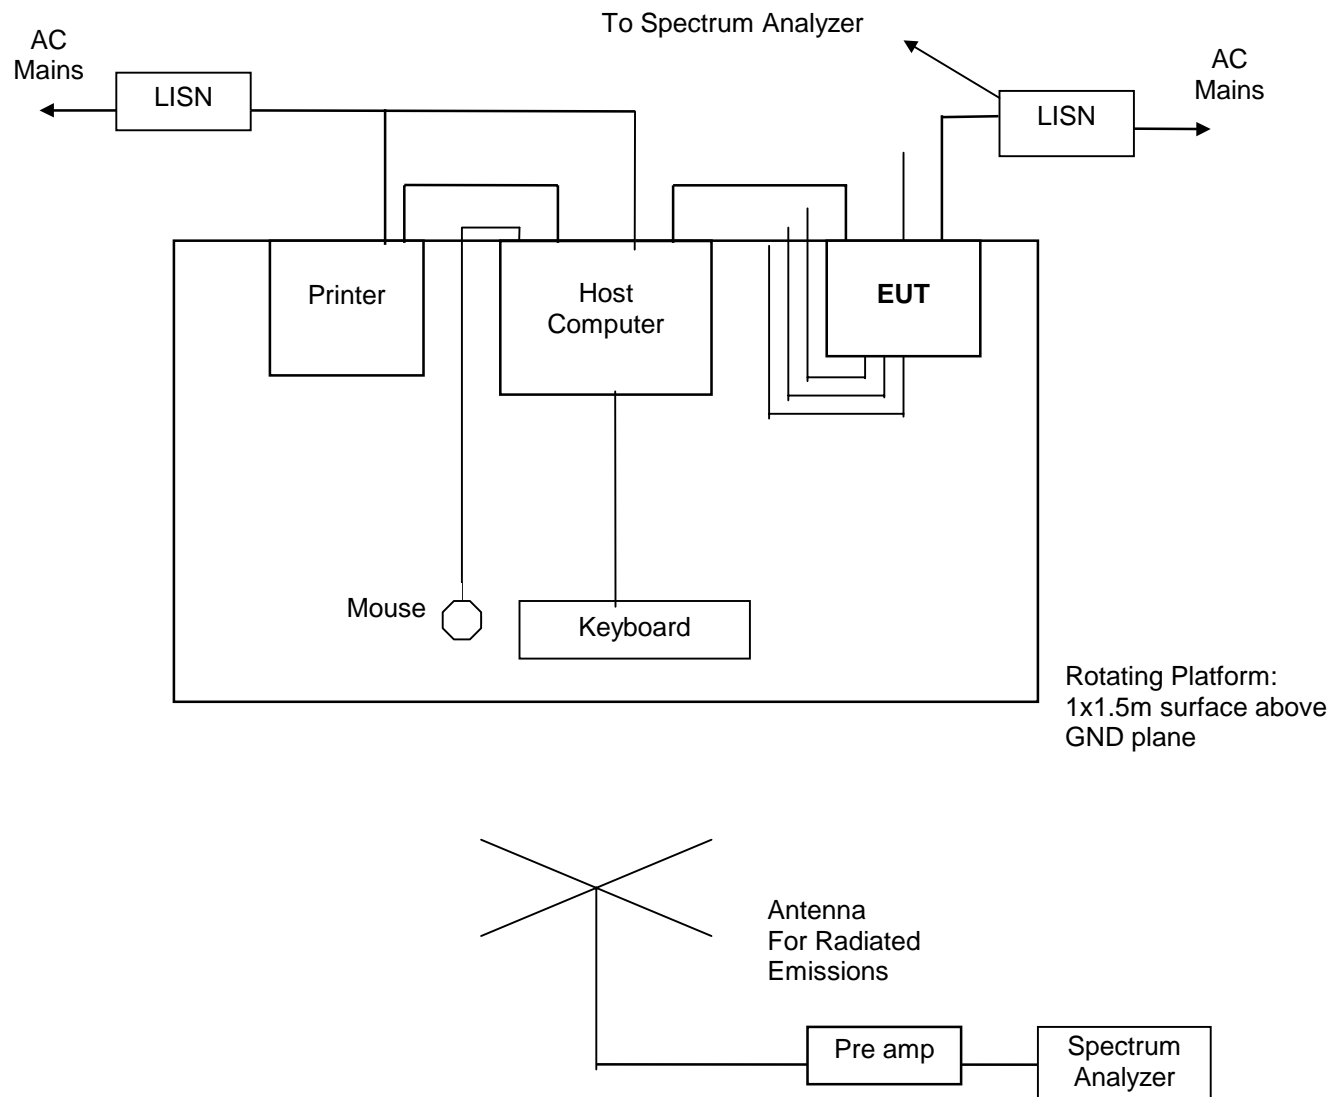 To Spectrum Analyzer
AC
Mains
LISN
AC
Mains
LISN
Printer
Host
Computer
EUT
Mouse
Keyboard
Rotating Platform:
1x1.5m surface above
GND plane
Antenna
For Radiated
Emissions
Pre amp
Spectrum
Analyzer